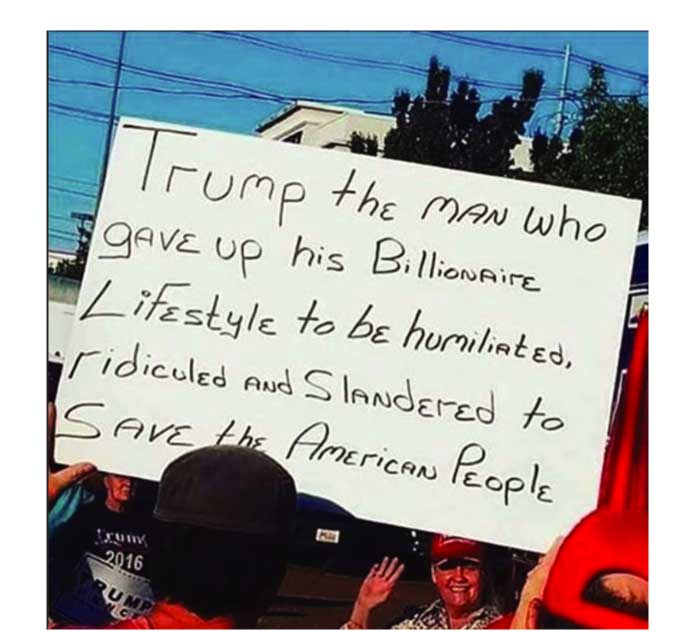 Trump the MAN who
gAVE up his BillionAirE
LifEstylE to bE humiliAtEd,
ridiculEd AND SlANDErED to
SAVE thE AmEricAN PEoplE
Trump
2016
TRUMP